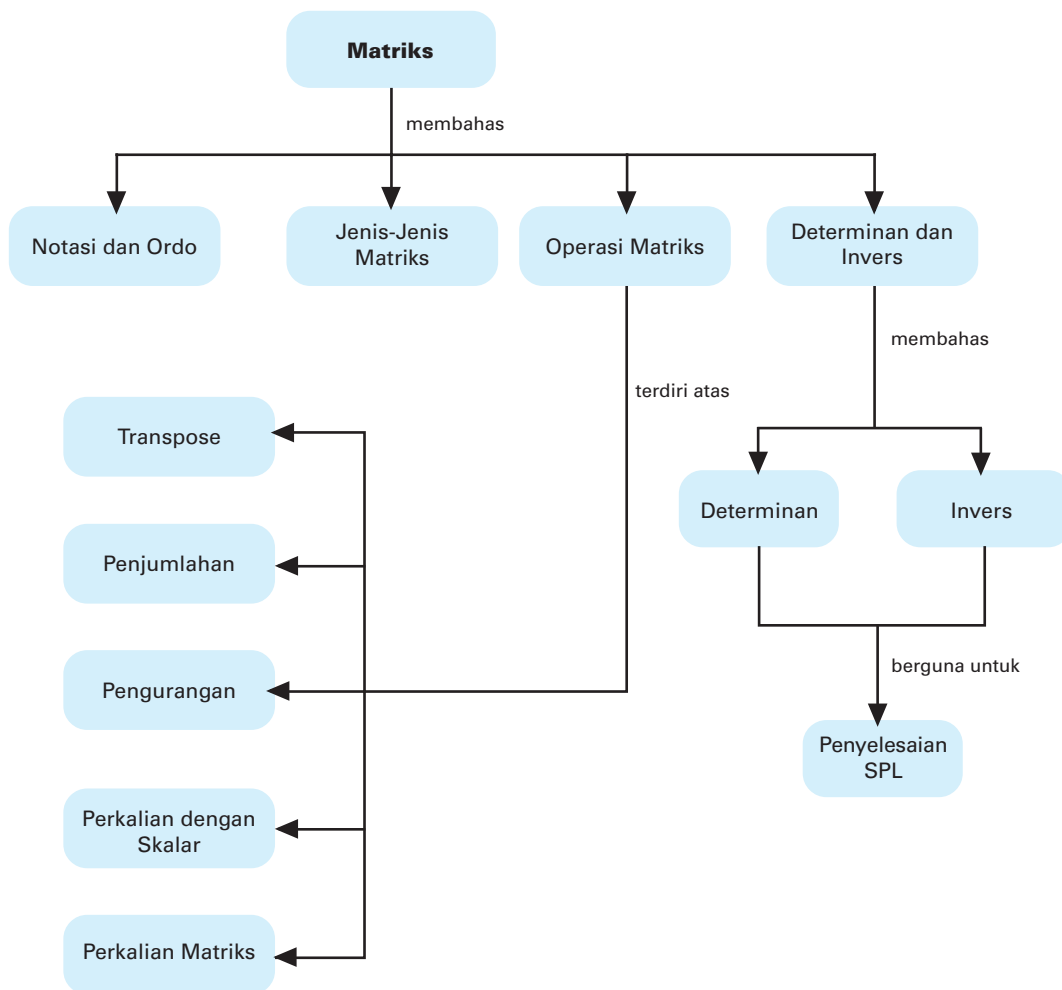 Matriks
membahas
Notasi dan Ordo
Jenis-Jenis
Matriks
Operasi Matriks
Determinan dan
Invers
membahas
terdiri atas
Transpose
Penjumlahan
Pengurangan
Perkalian dengan
Skalar
Perkalian Matriks
Determinan
Invers
berguna untuk
Penyelesaian
SPL